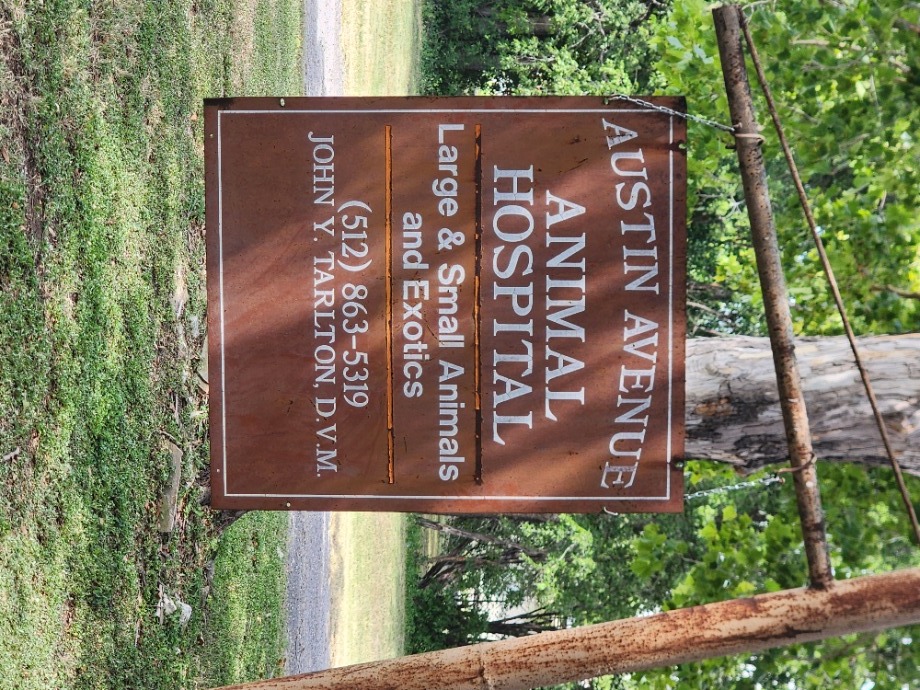 AUSTIN AVENUE
ANIMAL
HOSPITAL
Large & Small Animals
and Exotics
(512) 863-5319
JOHN Y. TARLTON, D.V.M.